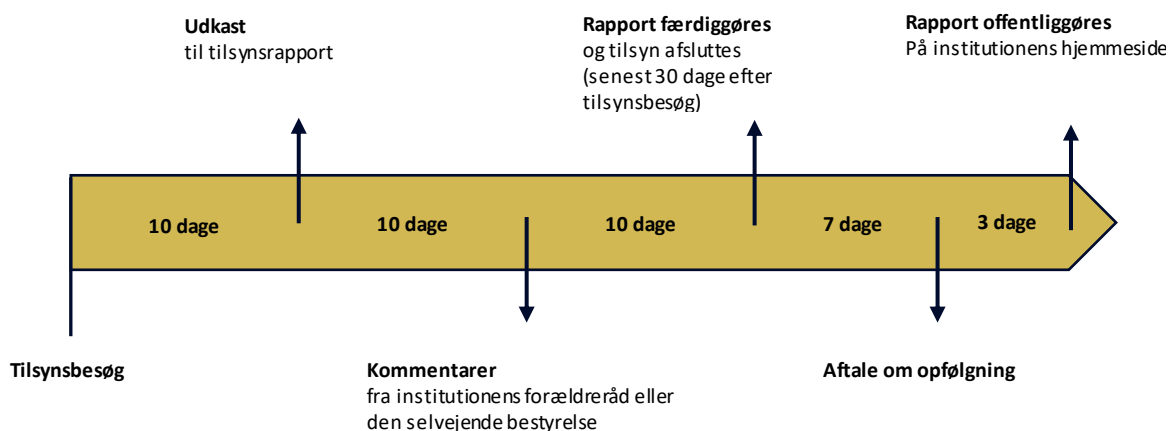 Udkast
til tilsynsrapport
Rapport færdiggøres
og tilsyn afsluttes
(senest 30 dage efter
tilsynsbesøg)
Rapport offentliggøres
På institutionens hjemmeside
10 dage
10 dage
10 dage
7 dage
3 dage
Tilsynsbesøg
Kommentarer
fra institutionens forældreråd eller
den selvejende bestyrelse
Aftale om opfølgning